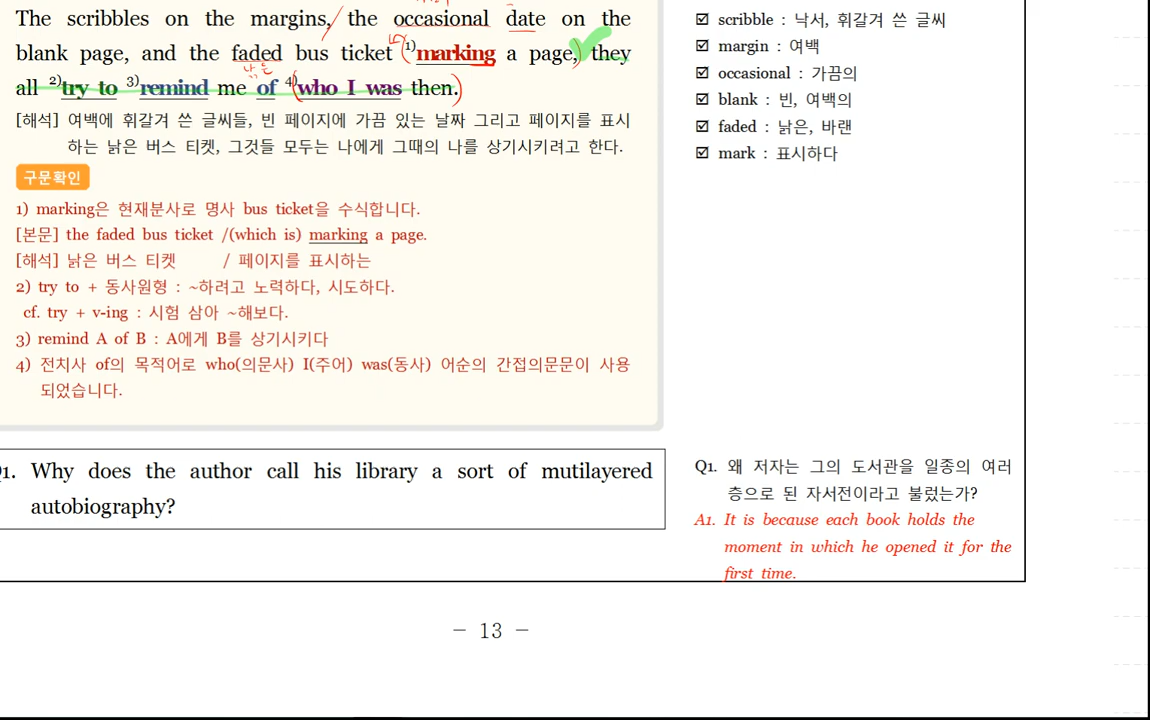 The scribbles on the margins, the occasional date on the
blank page, and the faded bus ticket 1)marking a page, they
낡은
all 2)try to 3)remind me of 4)who I was then.
[해석] 여백에 휘갈겨 쓴 글씨들, 빈 페이지에 가끔 있는 날짜 그리고 페이지를 표시
하는 낡은 버스 티켓, 그것들 모두는 나에게 그때의 나를 상기시키려고 한다.
구문확인
1) marking은 현재분사로 명사 bus ticket을 수식합니다.
[본문] the faded bus ticket /(which is) marking a page.
[해석] 낡은 버스 티켓 / 페이지를 표시하는
2) try to + 동사원형 : ~하려고 노력하다, 시도하다.
cf. try + v-ing : 시험 삼아 ~해보다.
3) remind A of B : A에게 B를 상기시키다
4) 전치사 of의 목적어로 who(의문사) I(주어) was(동사) 어순의 간접의문문이 사용
되었습니다.
☑ scribble : 낙서, 휘갈겨 쓴 글씨
☑ margin : 여백
☑ occasional : 가끔의
☑ blank : 빈, 여백의
☑ faded : 낡은, 바랜
☑ mark : 표시하다
1. Why does the author call his library a sort of mutilayered
autobiography?
Q1. 왜 저자는 그의 도서관을 일종의 여러
층으로 된 자서전이라고 불렀는가?
A1. It is because each book holds the
moment in which he opened it for the
first time.
- 13 -